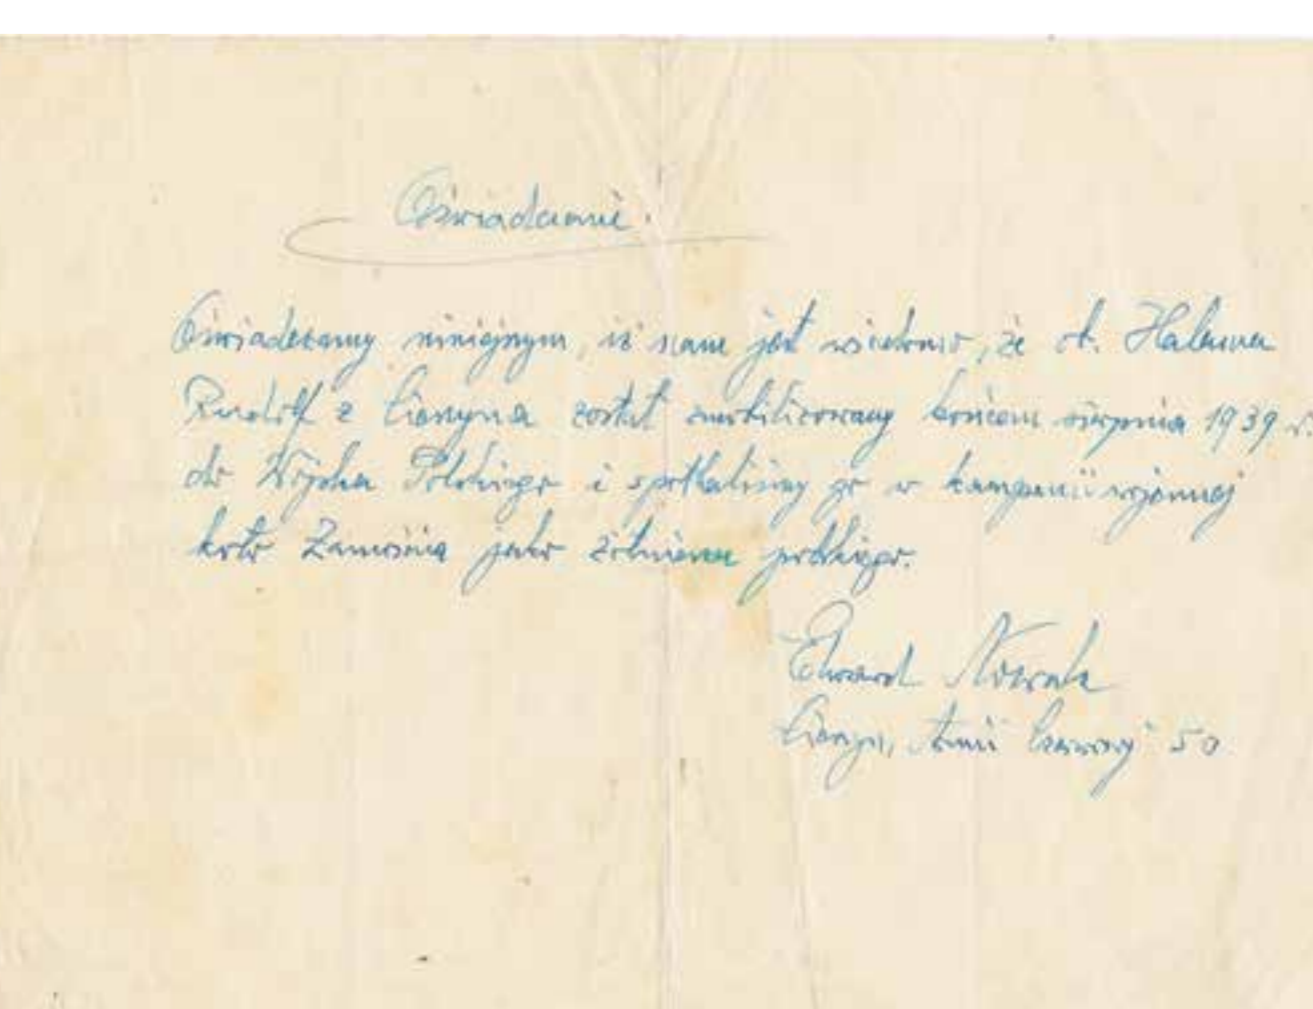 Oświadczenie.
Oświadczamy niniejszym, iż nam jest wiadomo, że ob. Halama
Rudolf z Cieszyna został zmobilizowany końcem sierpnia 1939 r.
do Wojska Polskiego i spotkaliśmy go w kampanii wojennej
koło Zamościa jako żołnierza polskiego.
Edward Nowak
Cieszyn, Armii Czerwonej 50